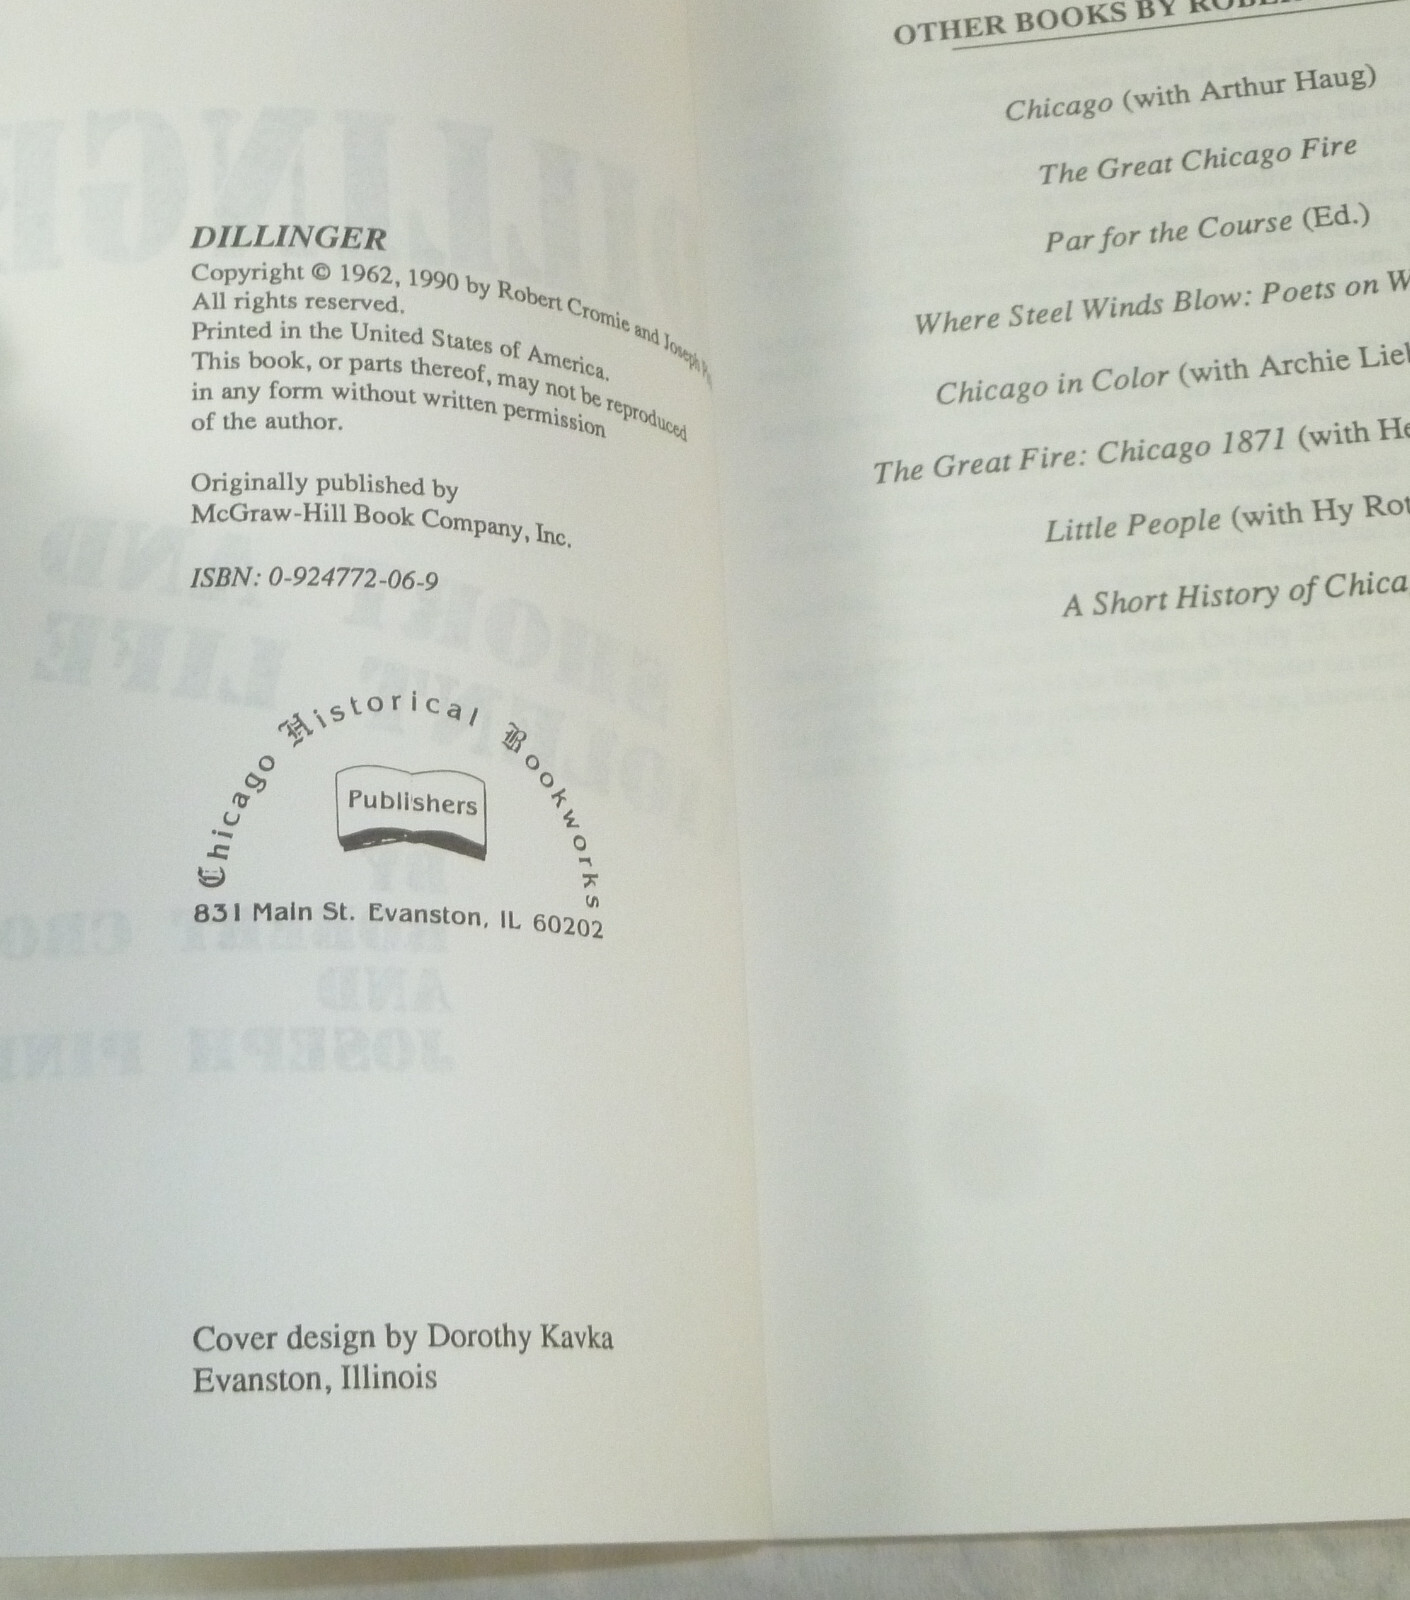 DILLINGER
Copyright © 1962, 1990 by Robert Cromie and Joseph
All rights reserved.
Printed in the United States of America.
This book, or parts thereof, may not be reproduced
in any form without written permission
of the author.
Originally published by
McGraw-Hill Book Company, Inc.
ISBN: 0-924772-06-9
Chicago Historical Bookworks
Publishers
831 Main St. Evanston, IL 60202
Cover design by Dorothy Kavka
Evanston, Illinois
OTHER BOOKS BY
Chicago (with Arthur Haug)
The Great Chicago Fire
Par for the Course (Ed.)
Where Steel Winds Blow: Poets on
Chicago in Color (with Archie
The Great Fire: Chicago 1871 (with
Little People (with Hy
A Short History of